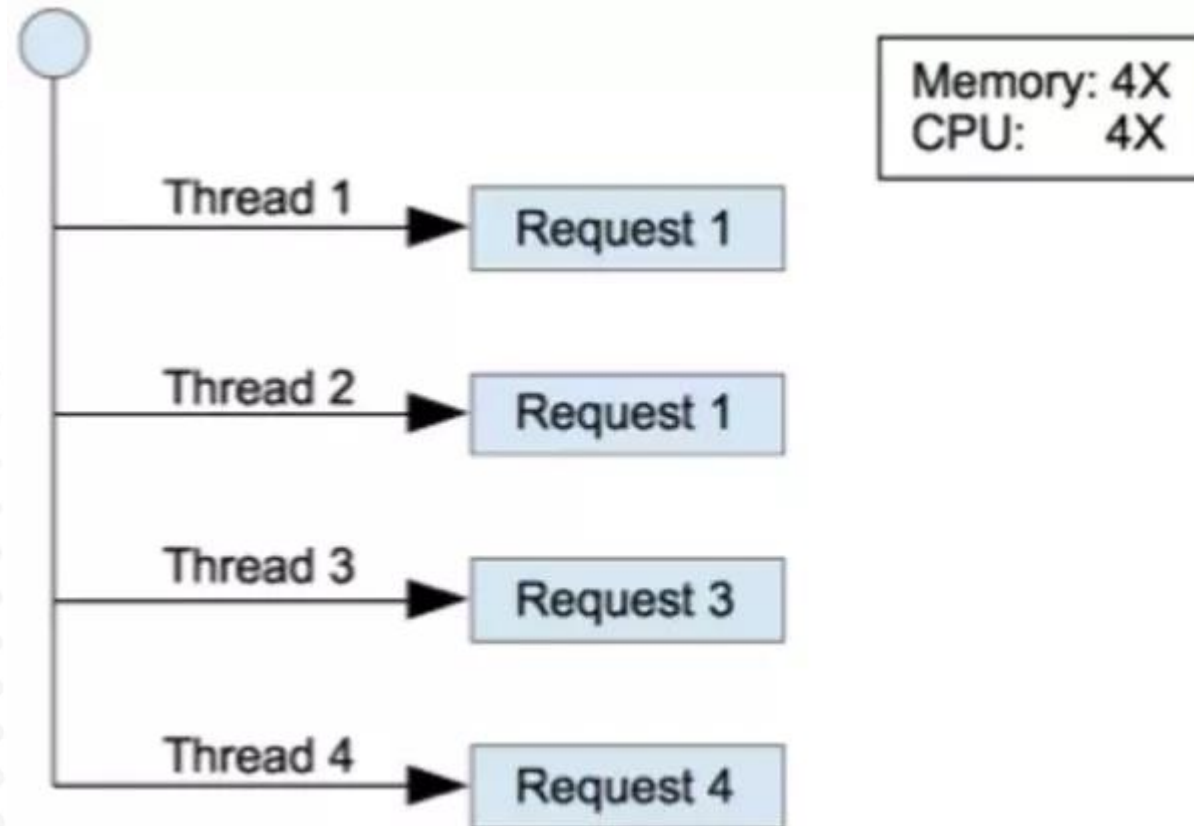 Memory: 4X
CPU: 4X
Thread 1
Request 1
Thread 2
Request 1
Thread 3
Request 3
Thread 4
Request 4